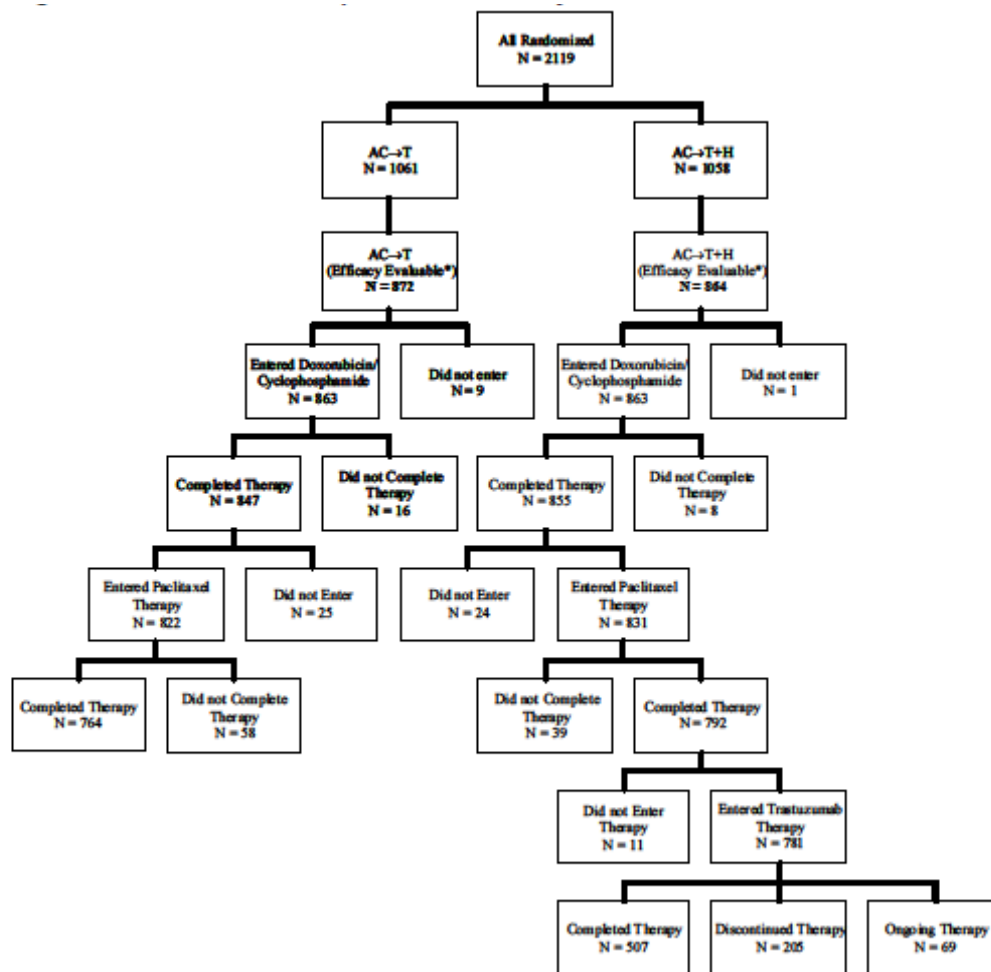 All Randomized
N = 2119
AC→T
N = 1061
AC→T+H
N = 1058
AC→T
(Efficacy Evaluable*)
N = 872
AC→T+H
(Efficacy Evaluable*)
N = 864
Entered Doxorubicin/
Cyclophosphamide
N = 863
Did not enter
N = 9
Entered Doxorubicin/
Cyclophosphamide
N = 863
Did not enter
N = 1
Completed Therapy
N = 847
Did not Complete
Therapy
N = 16
Completed Therapy
N = 855
Did not Complete
Therapy
N = 8
Entered Paclitaxel
Therapy
N = 822
Did not Enter
N = 25
Did not Enter
N = 24
Entered Paclitaxel
Therapy
N = 831
Completed Therapy
N = 764
Did not Complete
Therapy
N = 58
Did not Complete
Therapy
N = 39
Completed Therapy
N = 792
Did not Enter
Therapy
N = 11
Entered Trastuzumab
Therapy
N = 781
Completed Therapy
N = 507
Discontinued Therapy
N = 205
Ongoing Therapy
N = 69